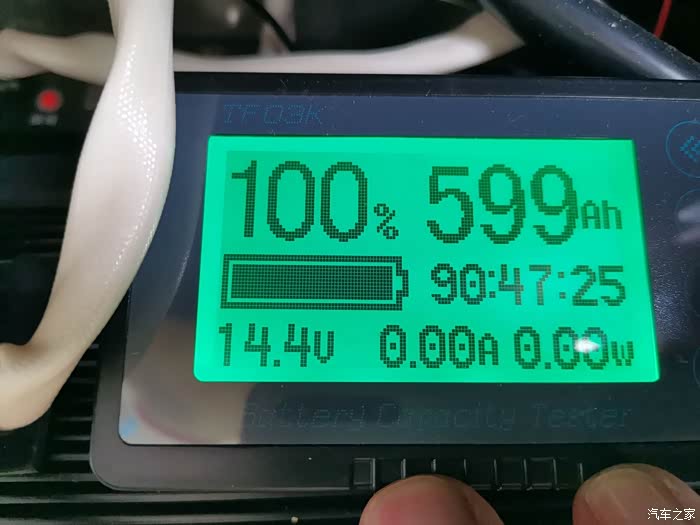 TF03K
100% 599Ah
90:47:25
14.4V 0.00A 0.00W
Battery Capacity Tester
汽车之家